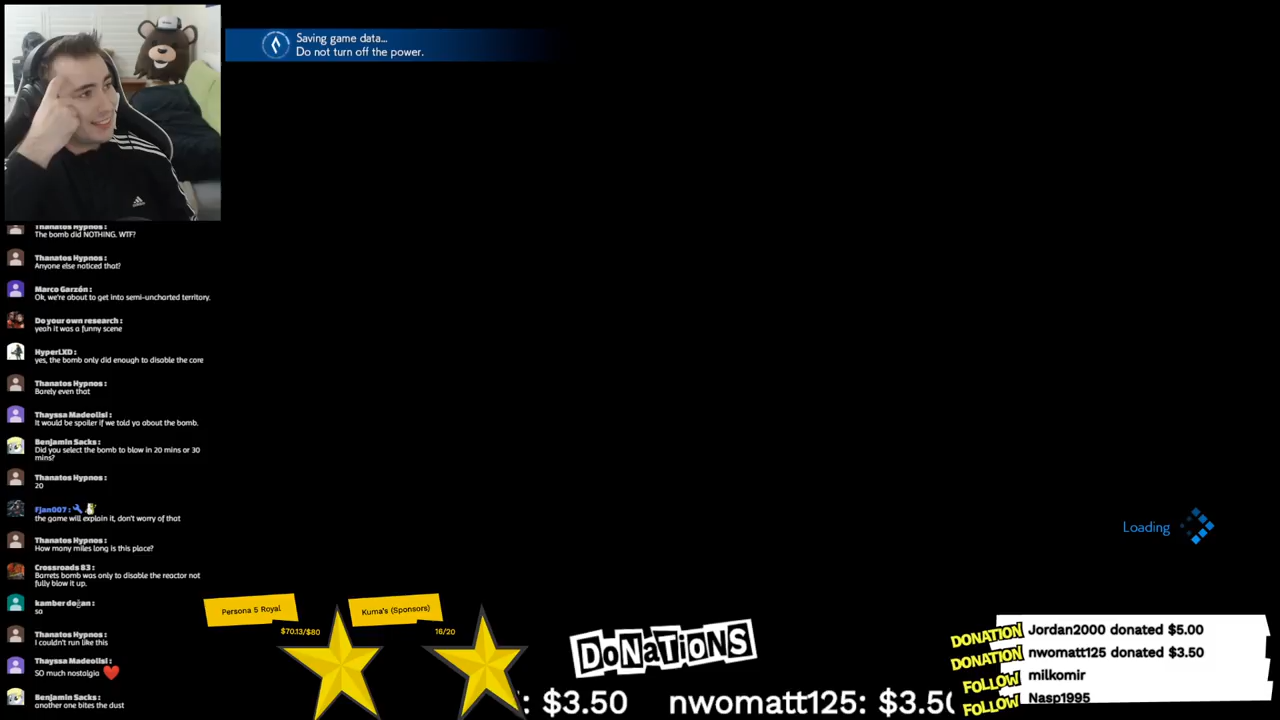 Saving game data...
Do not turn off the power.
Thanatos Hypnos :
The bomb did NOTHING. WTF?
Thanatos Hypnos :
Anyone else noticed that?
Marco Garzón :
Ok, we're about to get into semi-uncharted territory.
Do your own research :
yeah it was a funny scene
HyperLXD :
yes, the bomb only did enough to disable the core
Thanatos Hypnos :
Barely even that
Thayssa Madeolisi :
It would be spoiler if we told ya about the bomb.
Benjamin Sacks :
Did you select the bomb to blow in 20 mins or 30
mins?
Thanatos Hypnos :
20
Fjan007 :
the game will explain it, don't worry of that
Thanatos Hypnos :
How many miles long is this place?
Crossroads 83 :
Barrets bomb was only to disable the reactor not
fully blow it up.
kamber doğan :
so
Thanatos Hypnos :
I couldn't run like this
Thayssa Madeolisi :
SO much nostalgia
Benjamin Sacks :
another one bites the dust
Loading
Persona 5 Royal
$70.13/$80
Kuma's (Sponsors)
16/20
DoNaTiONS
: $3.50 nwomatt125: $3.50
DONATION Jordan2000 donated $5.00
DONATION nwomatt125 donated $3.50
FOLLOW milkomir
FOLLOW Nasp1995